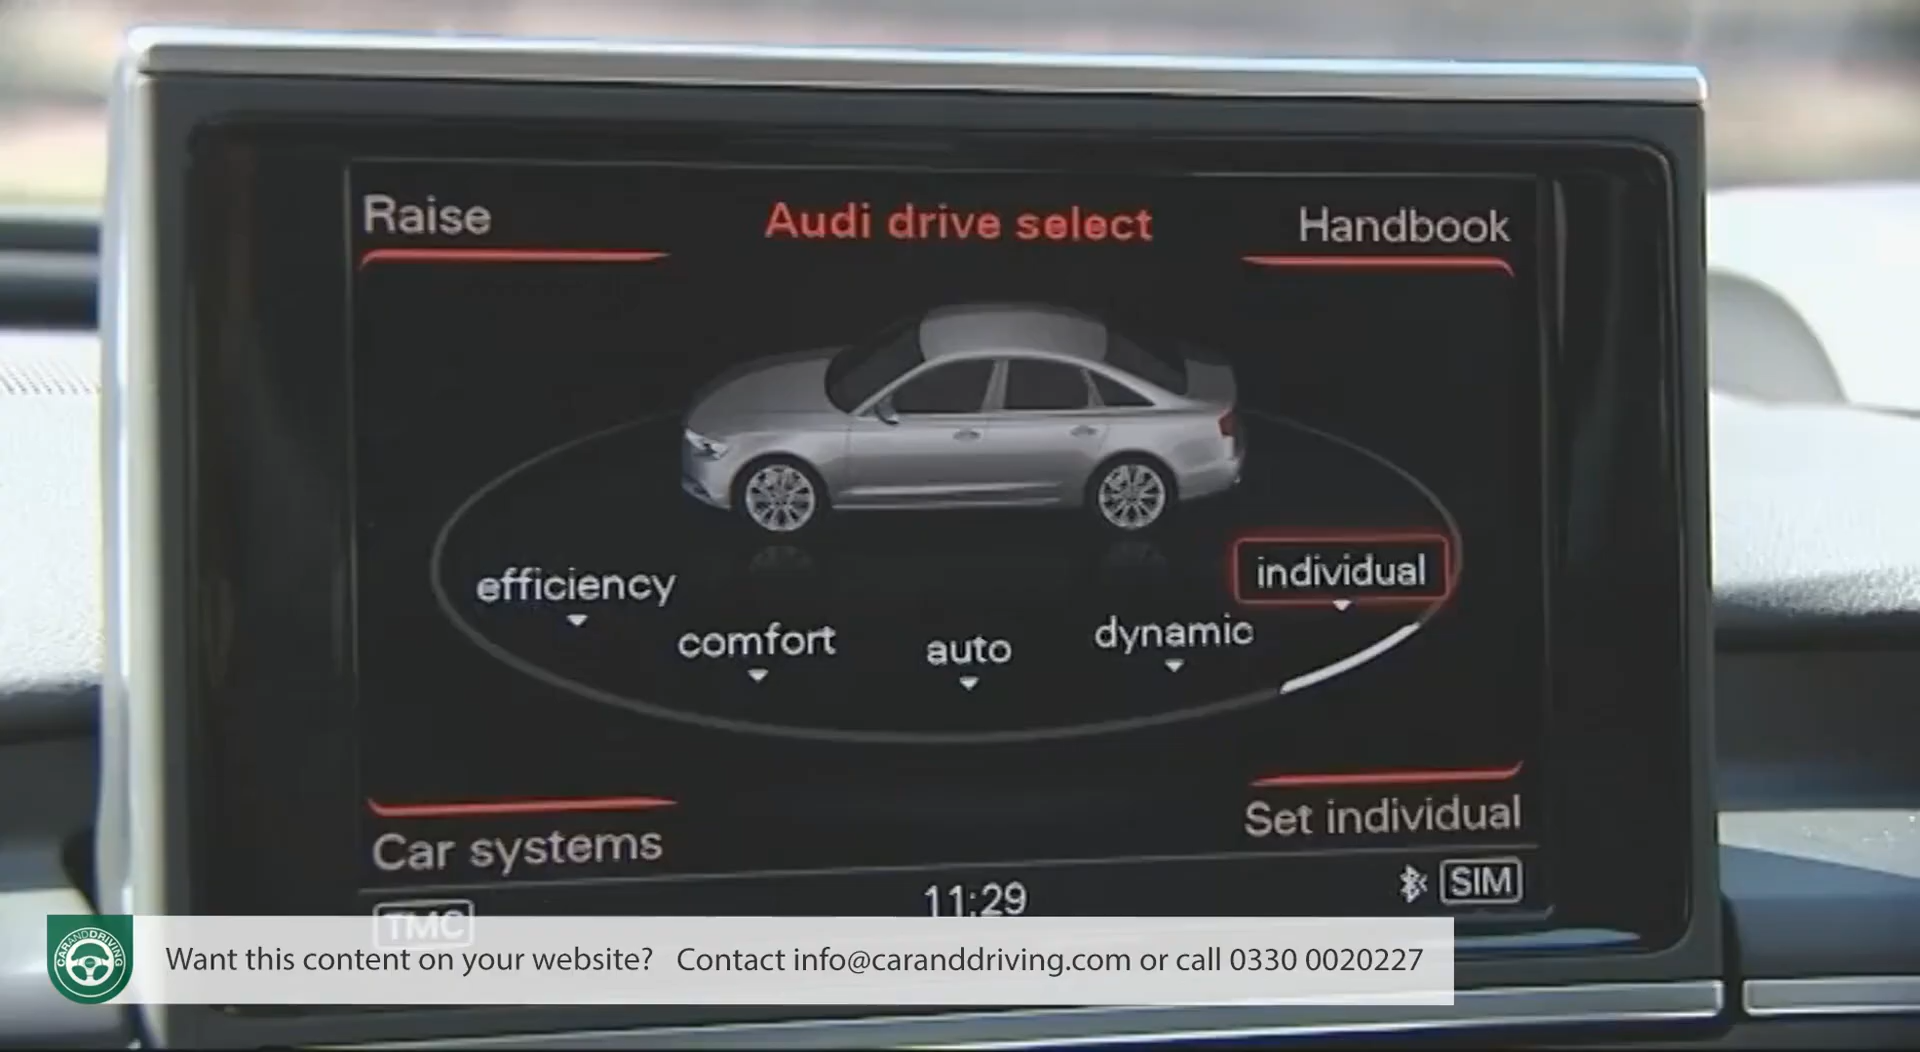 Raise
Audi drive select
Handbook
efficiency
comfort
auto
dynamic
individual
Car systems
Set individual
TMC
11:29
SIM
CARANDDRIVING
Want this content on your website? Contact info@caranddriving.com or call 0330 0020227